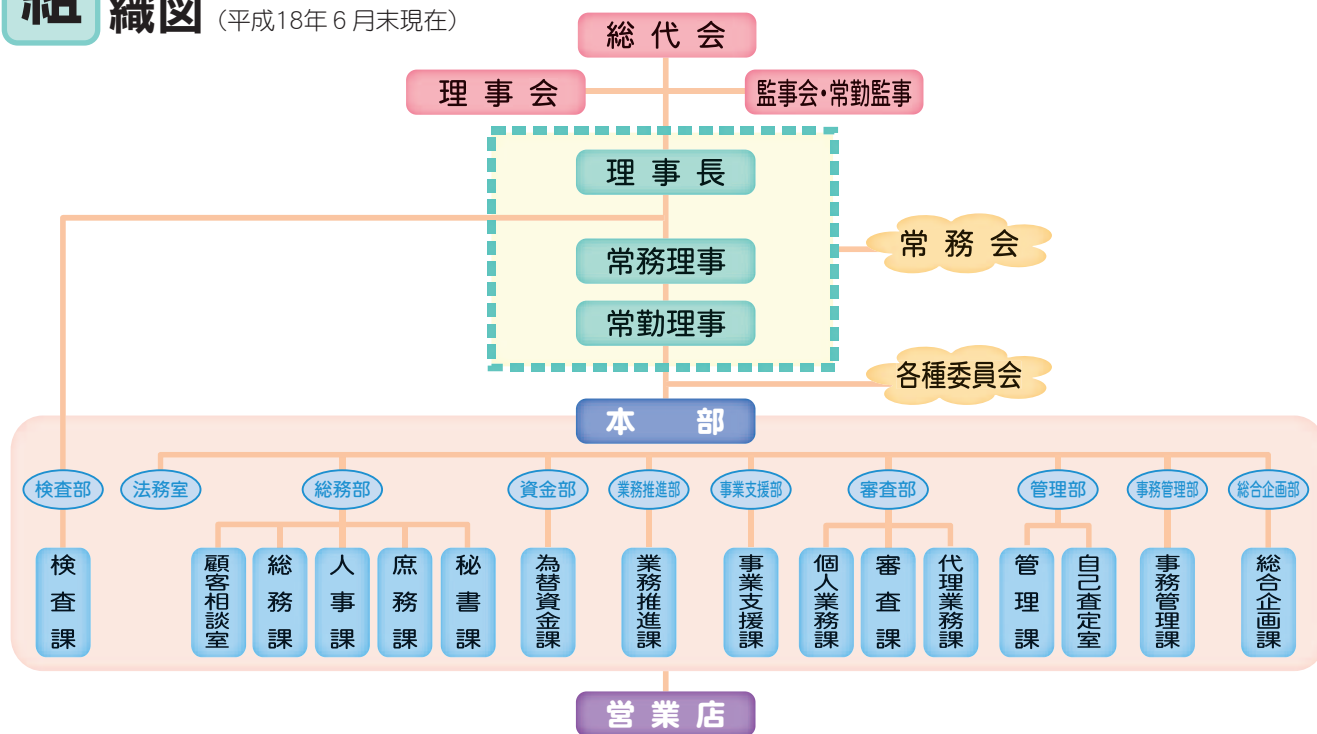 組織図（平成18年6月末現在）
総代会
理事会
監事会・常勤監事
理事長
常務会
常務理事
常勤理事
各種委員会
本部
検査部
法務室
総務部
資金部
業務推進部
事業支援部
審査部
管理部
事務管理部
総合企画部
検査課
顧客相談室
総務課
人事課
庶務課
秘書課
為替資金課
業務推進課
事業支援課
個人業務課
審査課
代理業務課
管理課
自己査定室
事務管理課
総合企画課
営業店